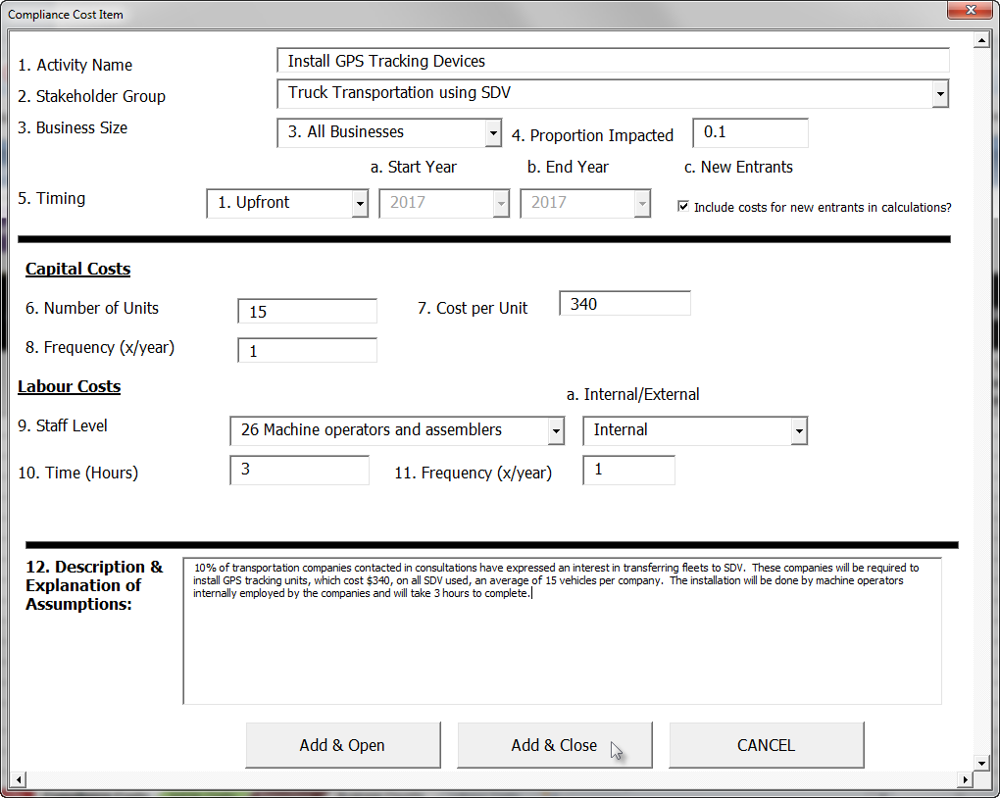 Compliance Cost Item
1. Activity Name
Install GPS Tracking Devices
2. Stakeholder Group
Truck Transportation using SDV
3. Business Size
3. All Businesses
4. Proportion Impacted
0.1
a. Start Year
b. End Year
c. New Entrants
5. Timing
1. Upfront
2017
2017
Include costs for new entrants in calculations?
Capital Costs
6. Number of Units
15
7. Cost per Unit
340
8. Frequency (x/year)
1
Labour Costs
a. Internal/External
9. Staff Level
26 Machine operators and assemblers
Internal
10. Time (Hours)
3
11. Frequency (x/year)
1
12. Description &
Explanation of
Assumptions:
10% of transportation companies contacted in consultations have expressed an interest in transferring fleets to SDV. These companies will be required to
install GPS tracking units, which cost $340, on all SDV used, an average of 15 vehicles per company. The installation will be done by machine operators
internally employed by the companies and will take 3 hours to complete.
Add & Open
Add & Close
CANCEL